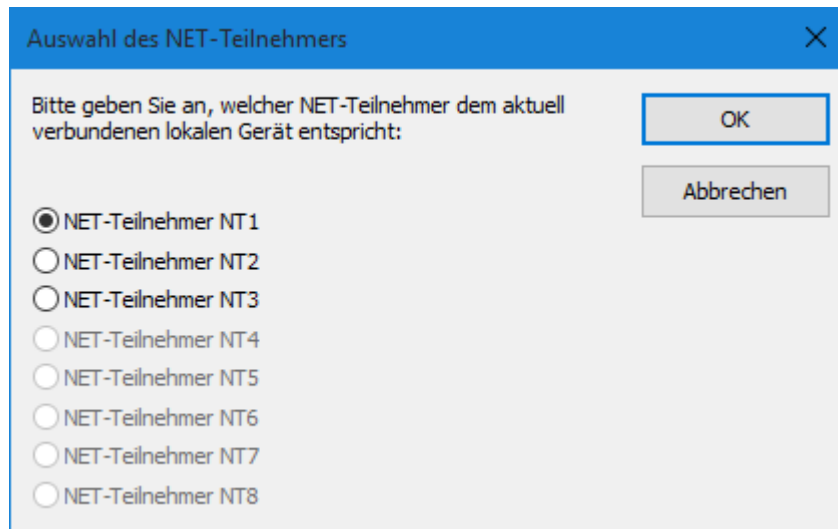 Auswahl des NET-Teilnehmers
Bitte geben Sie an, welcher NET-Teilnehmer dem aktuell
verbundenen lokalen Gerät entspricht:
OK
Abbrechen
NET-Teilnehmer NT1
NET-Teilnehmer NT2
NET-Teilnehmer NT3
NET-Teilnehmer NT4
NET-Teilnehmer NT5
NET-Teilnehmer NT6
NET-Teilnehmer NT7
NET-Teilnehmer NT8